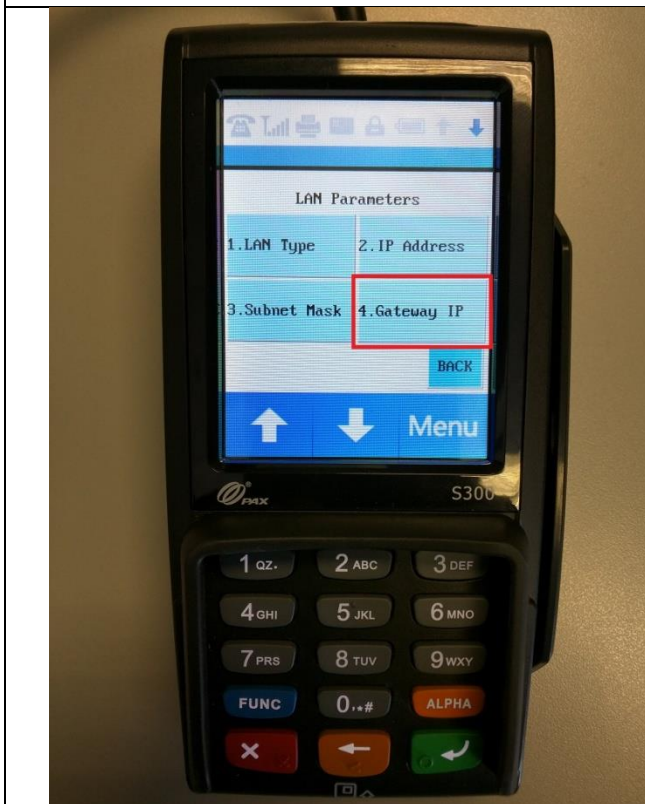 LAN Parameters
1.LAN Type 2.IP Address
3.Subnet Mask 4.Gateway IP
BACK
Menu
PAX S300
1 QZ. 2 ABC 3 DEF
4 GHI 5 JKL 6 MNO
7 PRS 8 TUV 9 WXY
FUNC 0,*# ALPHA